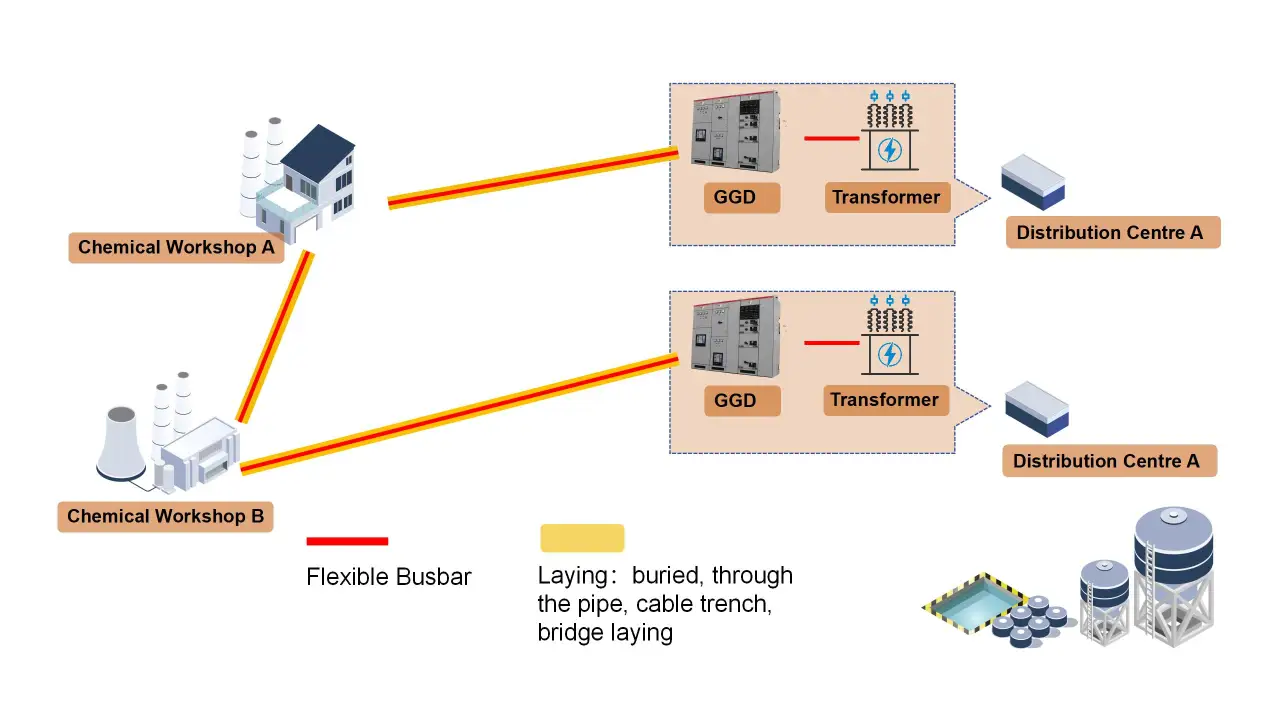 GGD
Transformer
Distribution Centre A
Chemical Workshop A
GGD
Transformer
Distribution Centre A
Chemical Workshop B
Flexible Busbar
Laying：buried, through
the pipe, cable trench,
bridge laying